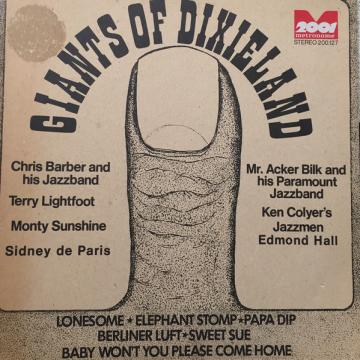 GIANTS OF DIXIELAND
2001
metronome
STEREO 200.127
Chris Barber and
his Jazzband
Terry Lightfoot
Monty Sunshine
Sidney de Paris
Mr. Acker Bilk and
his Paramount
Jazzband
Ken Colyer's
Jazzmen
Edmond Hall
LONESOME ★ ELEPHANT STOMP ★ PAPA DIP
BERLINER LUFT ★ SWEET SUE
BABY WON'T YOU PLEASE COME HOME